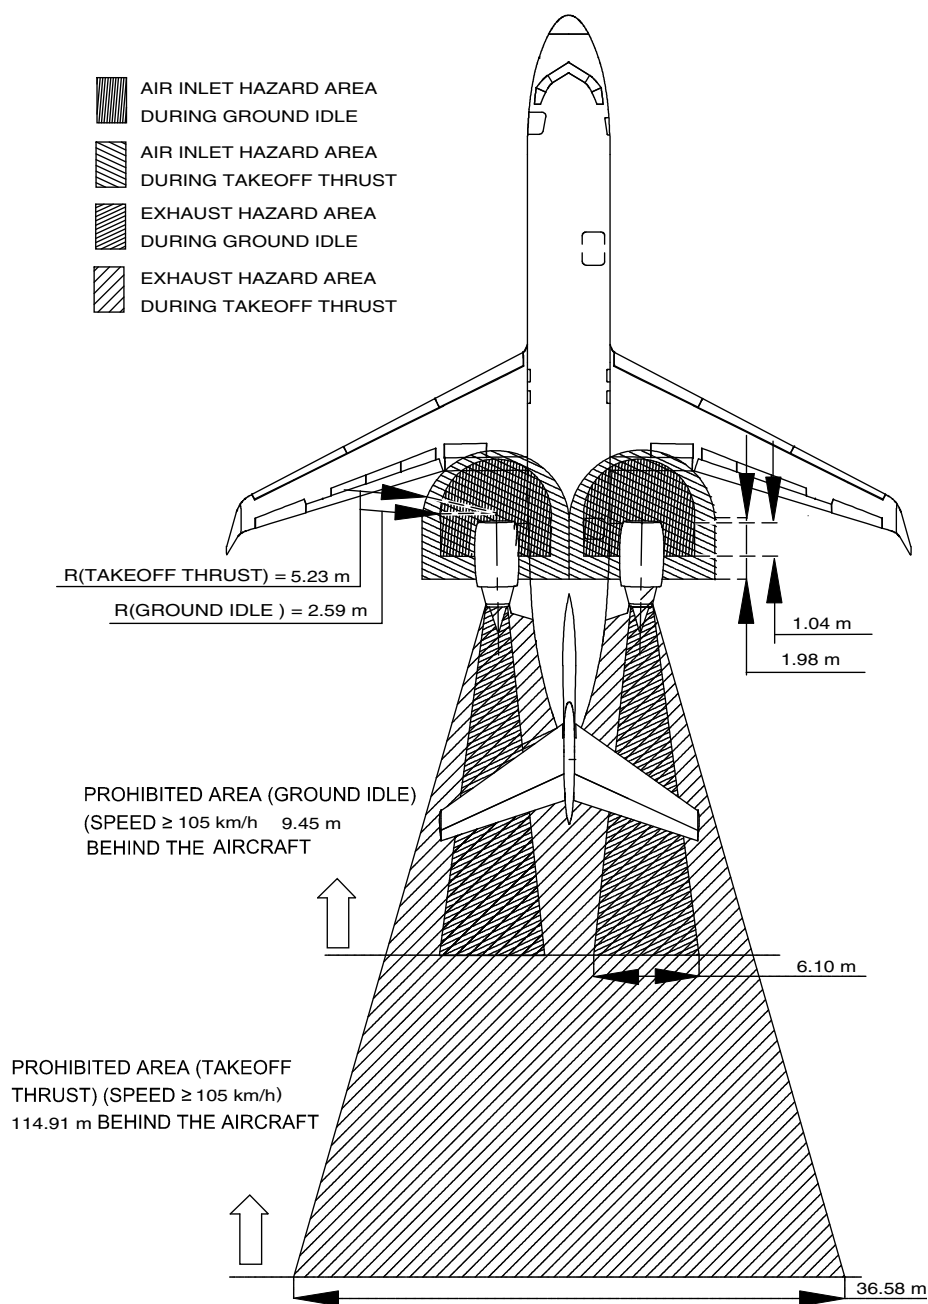 AIR INLET HAZARD AREA
DURING GROUND IDLE
AIR INLET HAZARD AREA
DURING TAKEOFF THRUST
EXHAUST HAZARD AREA
DURING GROUND IDLE
EXHAUST HAZARD AREA
DURING TAKEOFF THRUST
R(TAKEOFF THRUST) = 5.23 m
R(GROUND IDLE ) = 2.59 m
1.04 m
1.98 m
PROHIBITED AREA (GROUND IDLE)
(SPEED ≥ 105 km/h 9.45 m
BEHIND THE AIRCRAFT
6.10 m
PROHIBITED AREA (TAKEOFF
THRUST) (SPEED ≥ 105 km/h)
114.91 m BEHIND THE AIRCRAFT
36.58 m